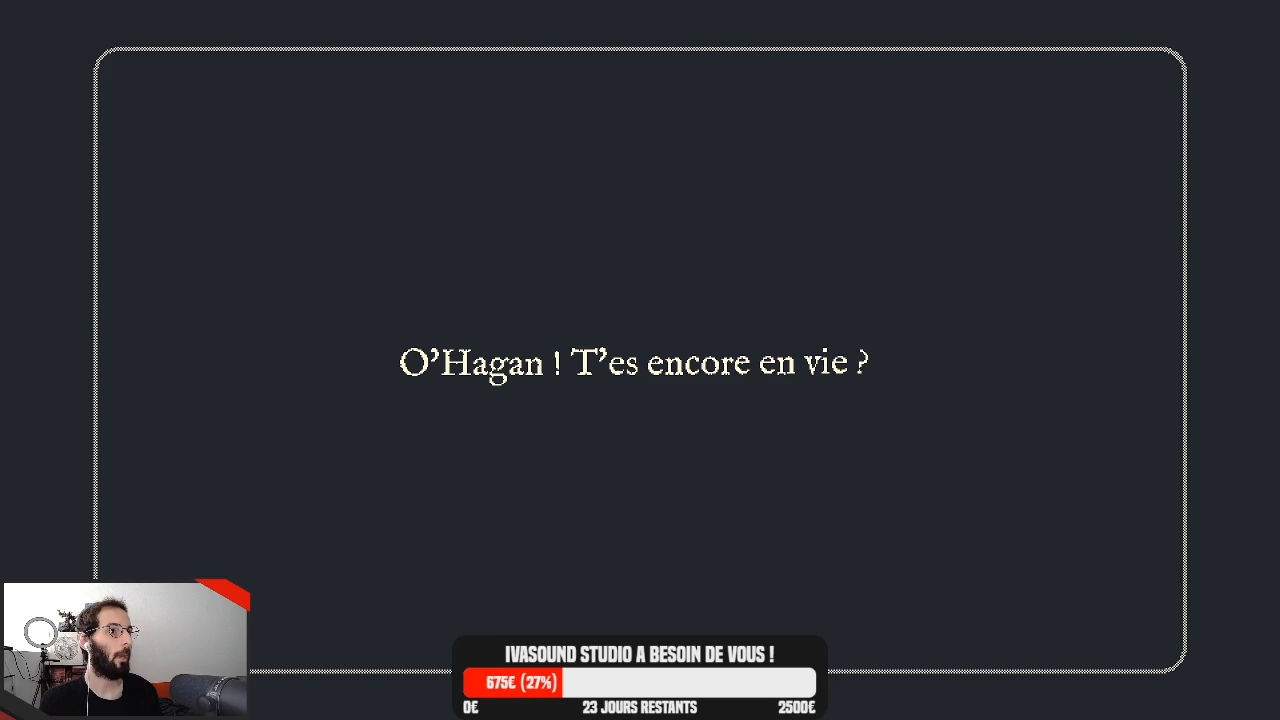 O'Hagan ! T'es encore en vie ?
IVASOUND STUDIO A BESOIN DE VOUS !
675€ (27%)
0€ 23 JOURS RESTANTS 2500€